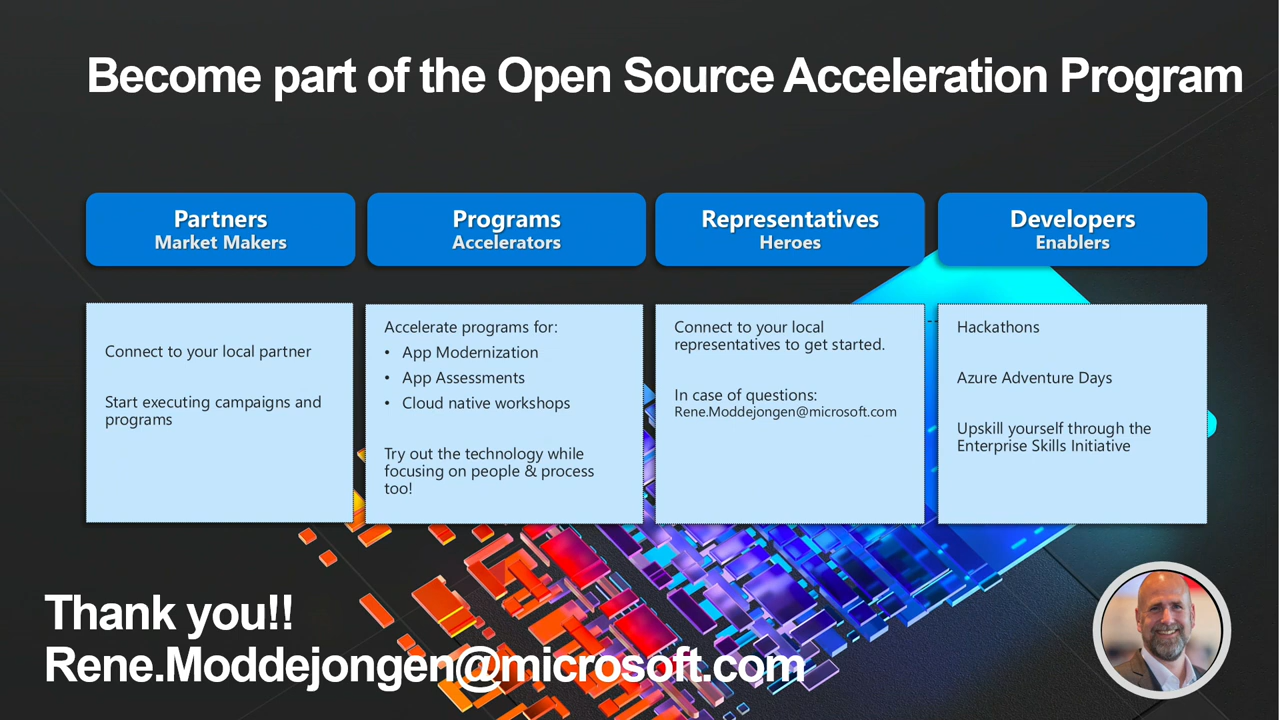 Become part of the Open Source Acceleration Program
Partners
Market Makers
Connect to your local partner
Start executing campaigns and
programs
Programs
Accelerators
Accelerate programs for:
• App Modernization
• App Assessments
• Cloud native workshops
Try out the technology while
focusing on people & process
too!
Representatives
Heroes
Connect to your local
representatives to get started.
In case of questions:
Rene.Moddejongen@microsoft.com
Developers
Enablers
Hackathons
Azure Adventure Days
Upskill yourself through the
Enterprise Skills Initiative
Thank you!!
Rene.Moddejongen@microsoft.com